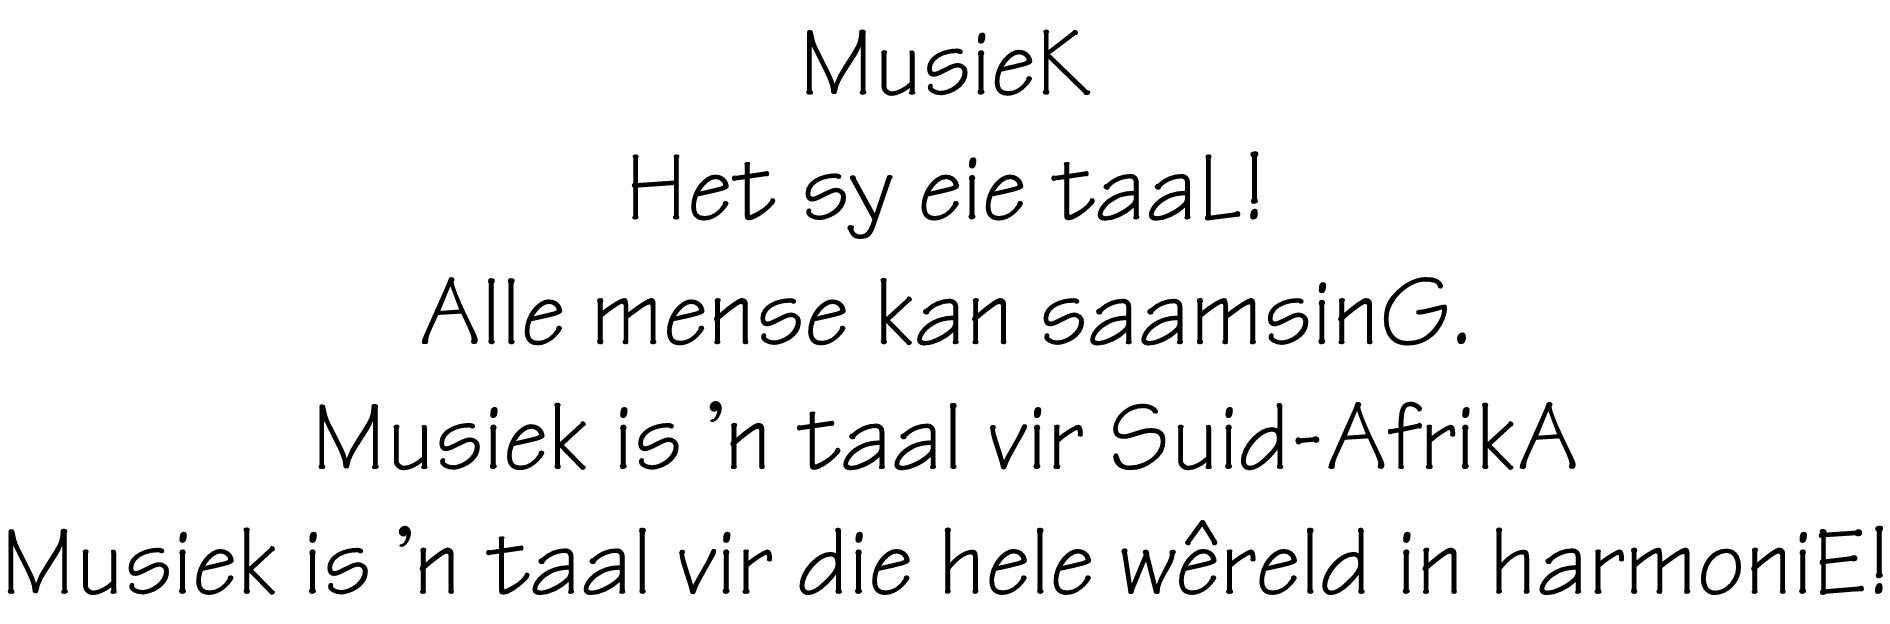 MusieK
Het sy eie taaL!
Alle mense kan saamsinG.
Musiek is ’n taal vir Suid-AfrikA
Musiek is ’n taal vir die hele wêreld in harmoniE!